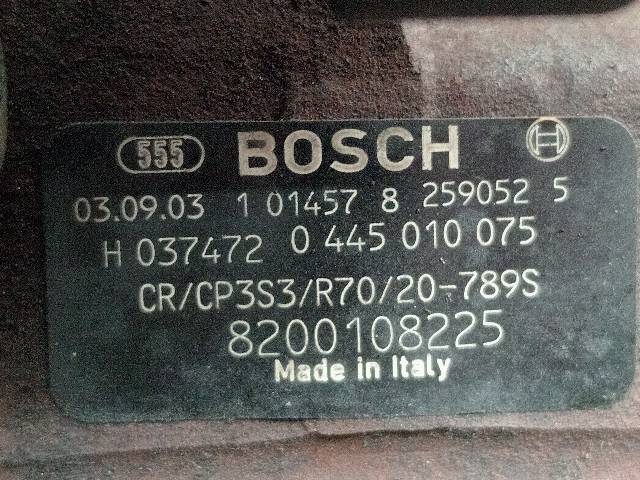 555 BOSCH
03.09.03 1 01457 8 259052 5
H 037472 0 445 010 075
CR/CP3S3/R70/20-789S
8200108225
Made in Italy